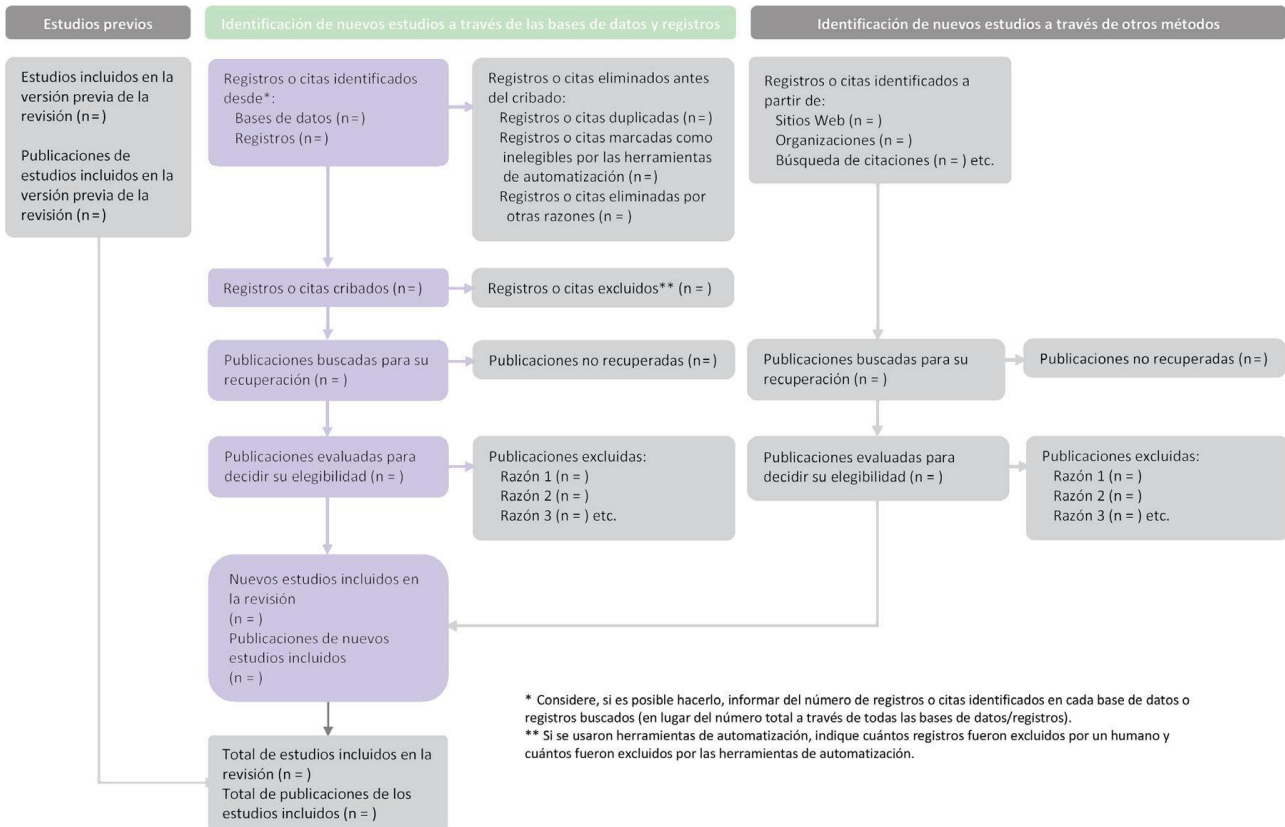 Estudios previos
Identificación de nuevos estudios a través de las bases de datos y registros
Identificación de nuevos estudios a través de otros métodos
Estudios incluidos en la
versión previa de la
revisión (n= )
Publicaciones de
estudios incluidos en la
versión previa de la
revisión (n= )
Registros o citas identificados
desde*:
Bases de datos (n= )
Registros (n= )
Registros o citas eliminados antes
del cribado:
Registros o citas duplicadas (n= )
Registros o citas marcadas como
inelegibles por las herramientas
de automatización (n= )
Registros o citas eliminadas por
otras razones (n = )
Registros o citas identificados a
partir de:
Sitios Web (n = )
Organizaciones (n = )
Búsqueda de citaciones (n = ) etc.
Registros o citas cribados (n= )
Registros o citas excluidos** (n = )
Publicaciones buscadas para su
recuperación (n = )
Publicaciones no recuperadas (n= )
Publicaciones buscadas para su
recuperación (n = )
Publicaciones no recuperadas (n= )
Publicaciones evaluadas para
decidir su elegibilidad (n = )
Publicaciones excluidas:
Razón 1 (n = )
Razón 2 (n = )
Razón 3 (n = ) etc.
Publicaciones evaluadas para
decidir su elegibilidad (n = )
Publicaciones excluidas:
Razón 1 (n = )
Razón 2 (n = )
Razón 3 (n = ) etc.
Nuevos estudios incluidos en
la revisión
(n = )
Publicaciones de nuevos
estudios incluidos
(n = )
Total de estudios incluidos en la
revisión (n = )
Total de publicaciones de los
estudios incluidos (n = )
* Considere, si es posible hacerlo, informar del número de registros o citas identificados en cada base de datos o
registros buscados (en lugar del número total a través de todas las bases de datos/registros).
** Si se usaron herramientas de automatización, indique cuántos registros fueron excluidos por un humano y
cuántos fueron excluidos por las herramientas de automatización.